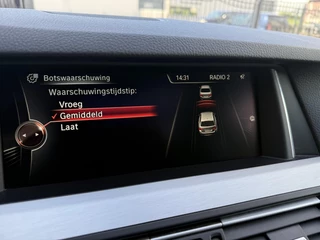 Botswaarschuwing
14:31 RADIO 2
Waarschuwingstijdstip:
Vroeg
Gemiddeld
Laat